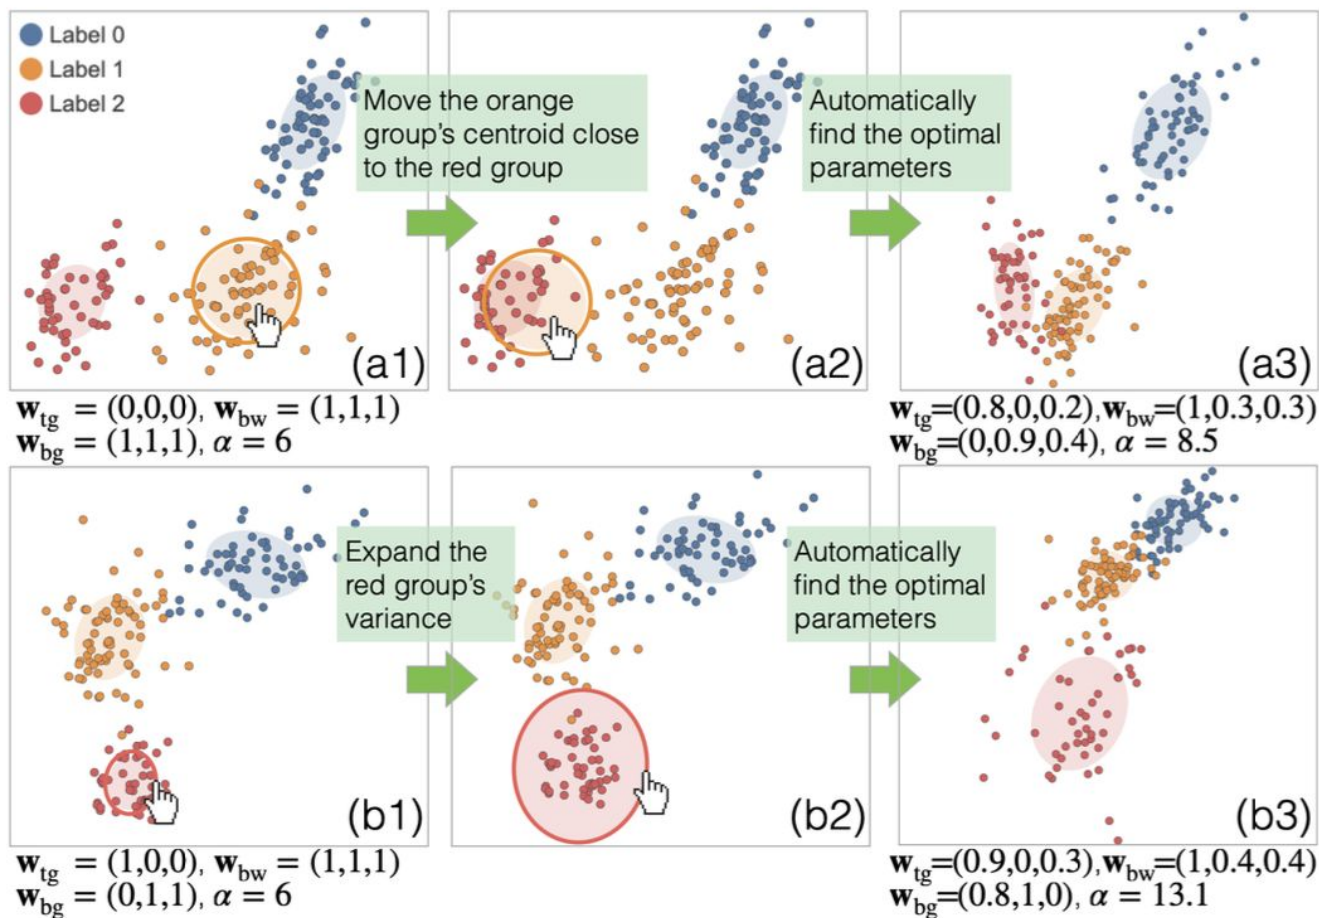 Label 0
Label 1
Label 2
Move the orange
group's centroid close
to the red group
Automatically
find the optimal
parameters
(a1)
(a2)
(a3)
w_tg = (0,0,0), w_bw = (1,1,1)
w_bg = (1,1,1), α = 6
w_tg=(0.8,0,0.2),w_bw=(1,0.3,0.3)
w_bg=(0,0.9,0.4), α = 8.5
Expand the
red group's
variance
Automatically
find the optimal
parameters
(b1)
(b2)
(b3)
w_tg = (1,0,0), w_bw = (1,1,1)
w_bg = (0,1,1), α = 6
w_tg=(0.9,0,0.3),w_bw=(1,0.4,0.4)
w_bg=(0.8,1,0), α = 13.1